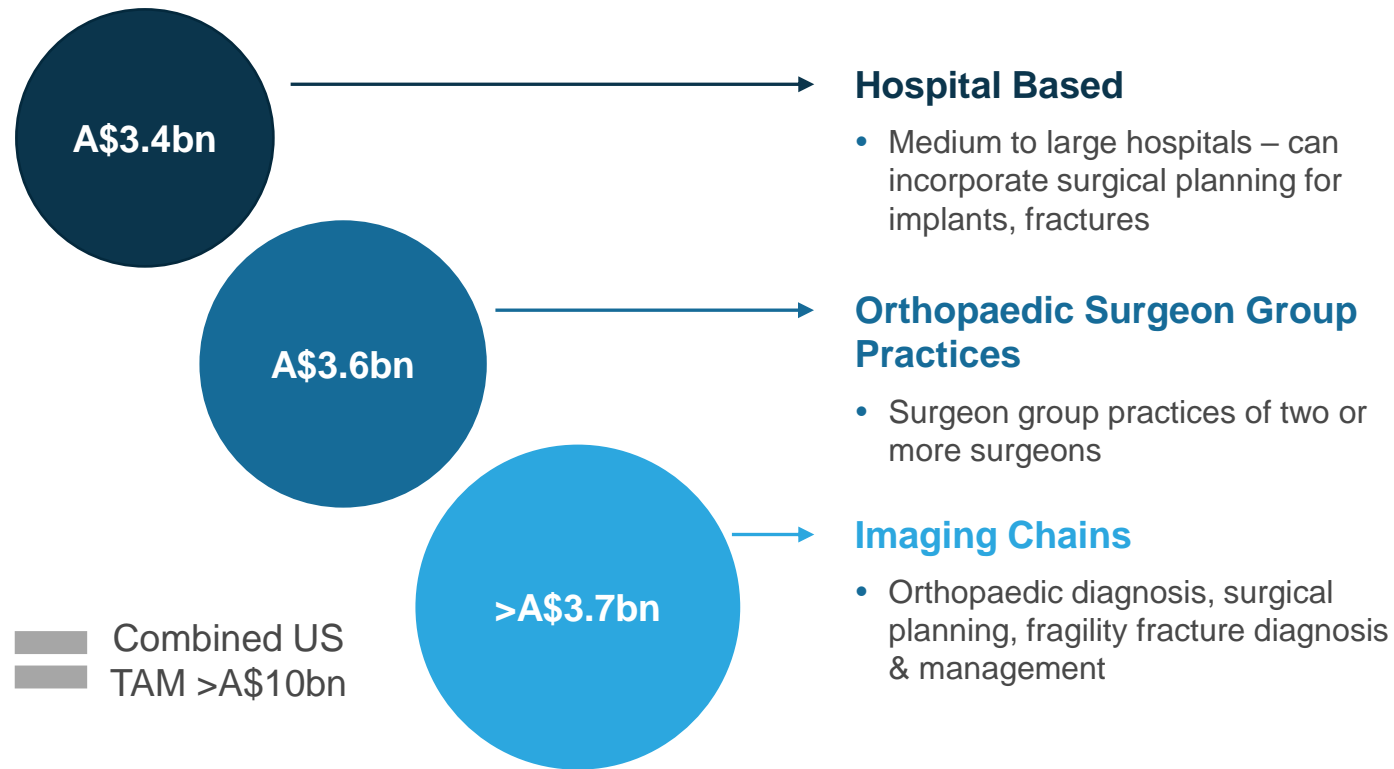 A$3.4bn
Hospital Based
• Medium to large hospitals – can
incorporate surgical planning for
implants, fractures
A$3.6bn
Orthopaedic Surgeon Group
Practices
• Surgeon group practices of two or
more surgeons
>A$3.7bn
Imaging Chains
• Orthopaedic diagnosis, surgical
planning, fragility fracture diagnosis
& management
Combined US
TAM >A$10bn